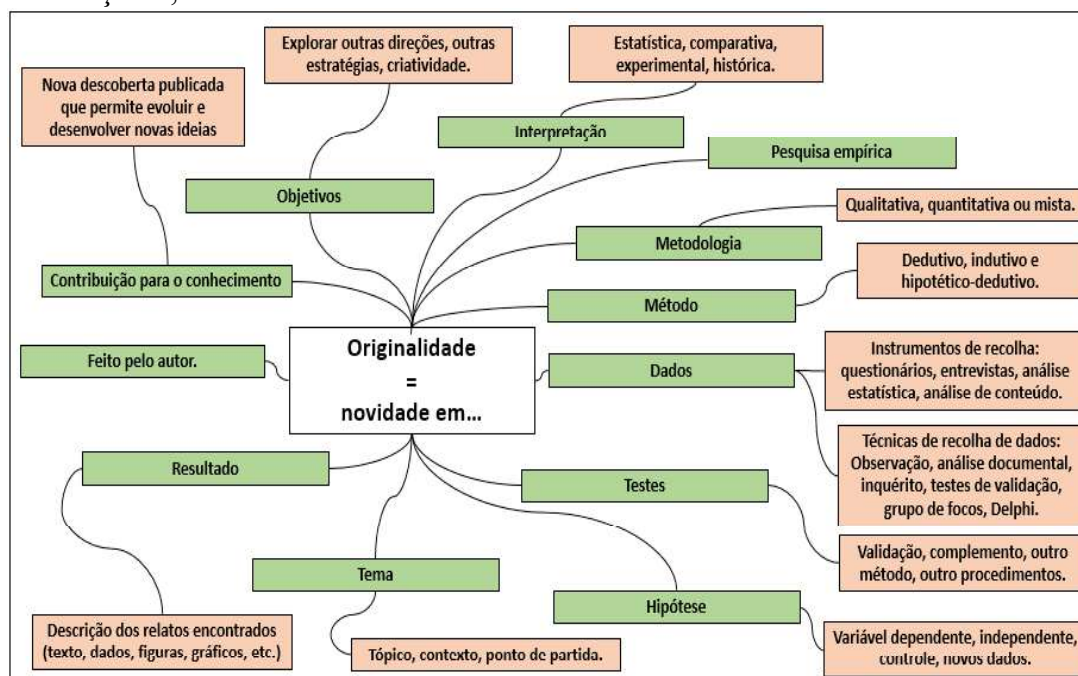 Explorar outras direções, outras
estratégias, criatividade.
Estatística, comparativa,
experimental, histórica.
Nova descoberta publicada
que permite evoluir e
desenvolver novas ideias
Interpretação
Pesquisa empírica
Objetivos
Qualitativa, quantitativa ou mista.
Metodologia
Contribuição para o conhecimento
Dedutivo, indutivo e
hipotético-dedutivo.
Método
Originalidade
=
novidade em...
Feito pelo autor.
Dados
Instrumentos de recolha:
questionários, entrevistas, análise
estatística, análise de conteúdo.
Técnicas de recolha de dados:
Observação, análise documental,
inquérito, testes de validação,
grupo de focos, Delphi.
Resultado
Testes
Validação, complemento, outro
método, outro procedimentos.
Tema
Hipótese
Descrição dos relatos encontrados
(texto, dados, figuras, gráficos, etc.)
Tópico, contexto, ponto de partida.
Variável dependente, independente,
controle, novos dados.